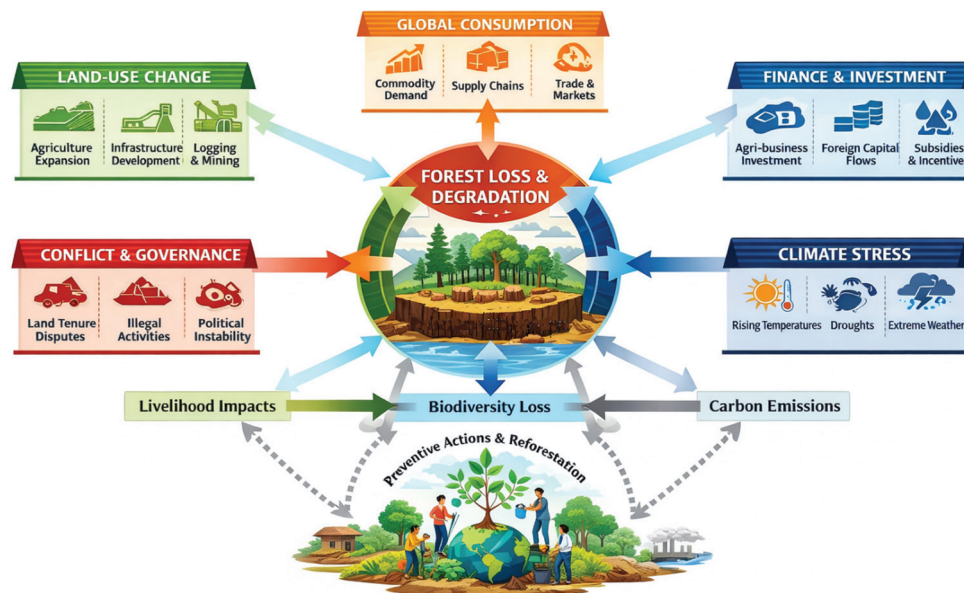 GLOBAL CONSUMPTION
Commodity
Demand
Supply Chains
Trade &
Markets
LAND-USE CHANGE
Agriculture
Expansion
Infrastructure
Development
Logging
& Mining
FINANCE & INVESTMENT
Agri-business
Investment
Foreign Capital
Flows
Subsidies
& Incentive
FOREST LOSS &
DEGRADATION
CONFLICT & GOVERNANCE
Land Tenure
Disputes
Illegal
Activities
Political
Instability
CLIMATE STRESS
Rising Temperatures
Droughts
Extreme Weather
Livelihood Impacts
Biodiversity Loss
Carbon Emissions
Preventive Actions & Reforestation